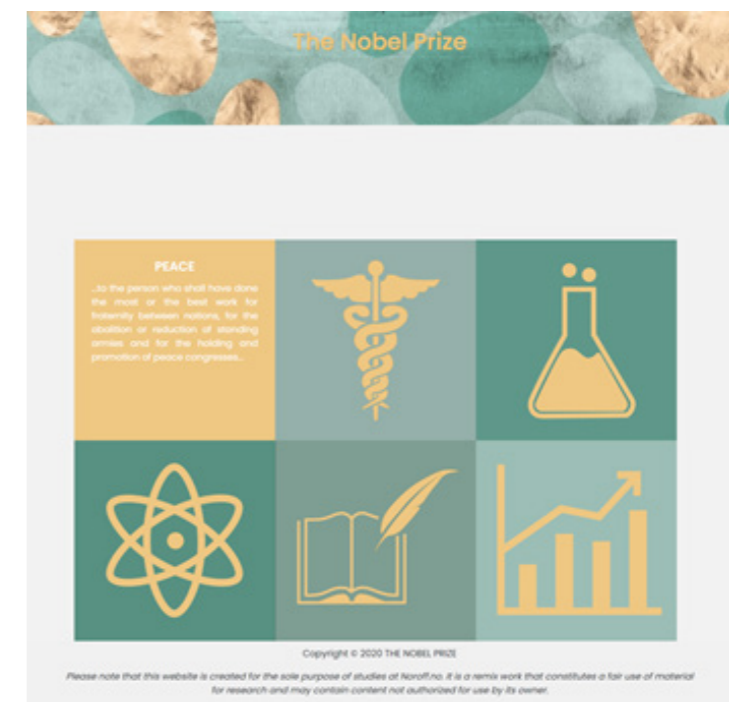 The Nobel Prize
PEACE
...to the person who shall have done
the most or the best work for
fraternity between nations, for the
abolition or reduction of standing
armies and for the holding and
promotion of peace congresses...
Copyright © 2020 THE NOBEL PRIZE
Please note that this website is created for the sole purpose of studies at Noroff.no. It is a remix work that constitutes a fair use of material
for research and may contain content not authorized for use by its owner.